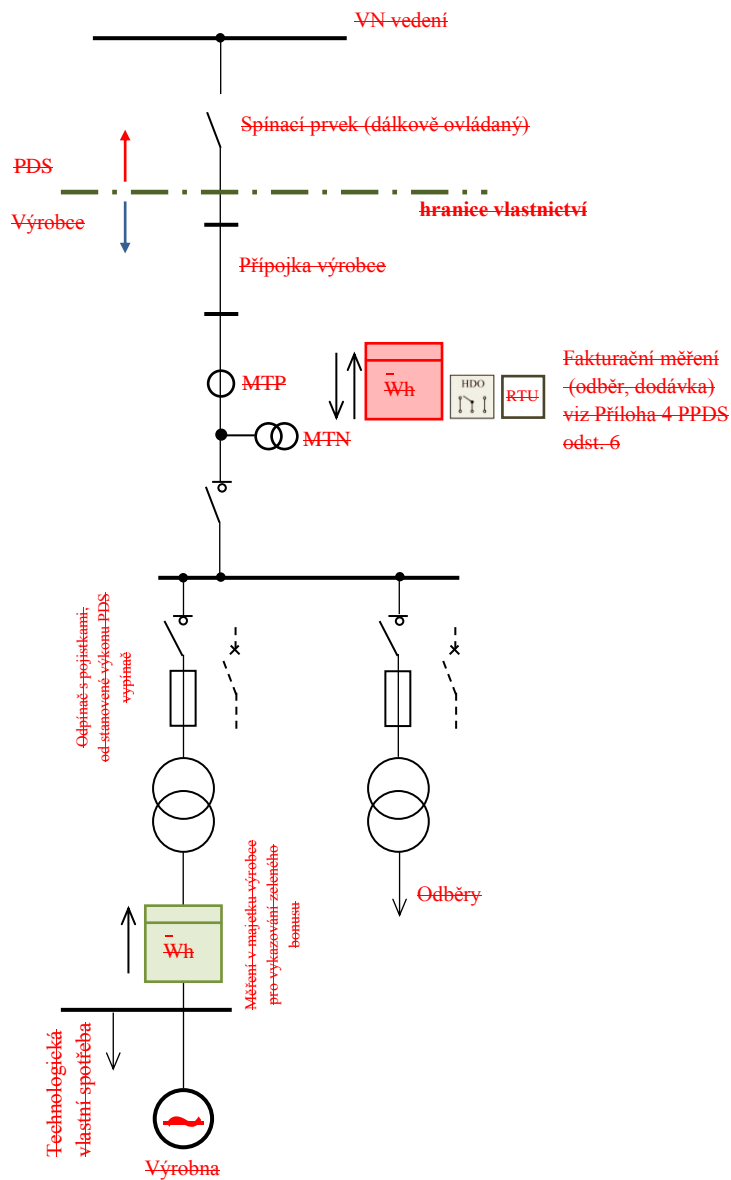 VN vedení
Spínací prvek (dálkově ovládaný)
PDS
hranice vlastnictví
Výrobce
Přípojka výrobce
MTP
Wh
HDO
RTU
Fakturační měření
(odběr, dodávka)
viz Příloha 4 PPDS
odst. 6
MTN
Odpínač s pojistkami,
od stanovené výkonu PDS
vypínač
Měření v majetku výrobce
pro vykazování zeleného
bonusu
Odběry
Wh
Technologická
vlastní spotřeba
Výrobna